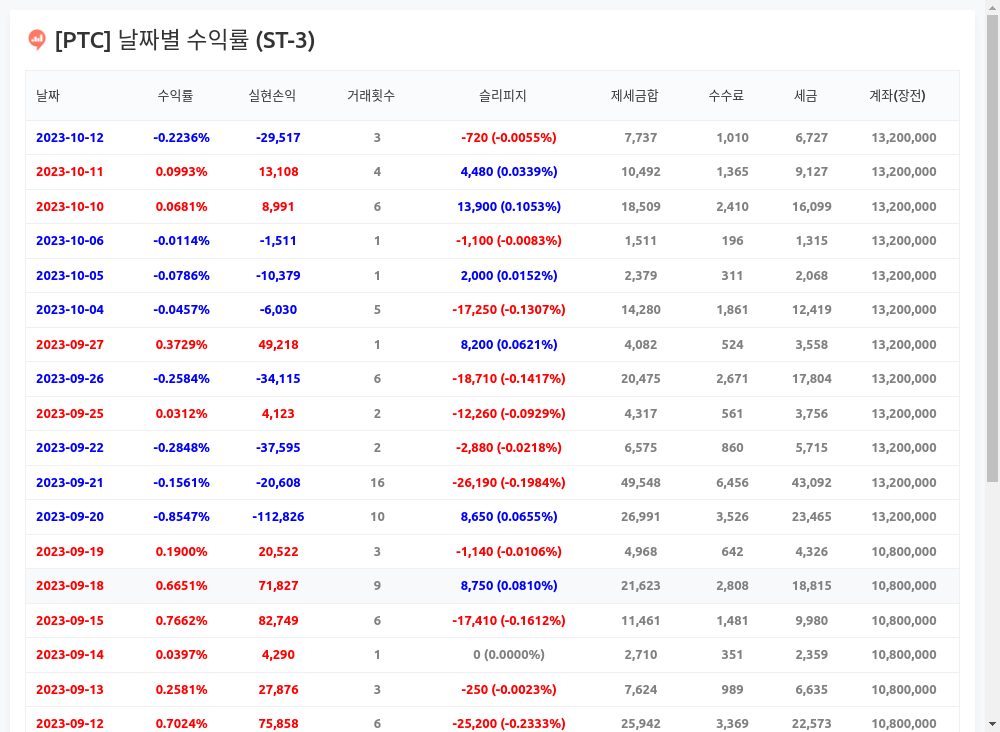 [PTC] 날짜별 수익률 (ST-3)
날짜 수익률 실현손익 거래횟수 슬리피지 제세금합 수수료 세금 계좌(장전)
2023-10-12 -0.2236% -29,517 3 -720 (-0.0055%) 7,737 1,010 6,727 13,200,000
2023-10-11 0.0993% 13,108 4 4,480 (0.0339%) 10,492 1,365 9,127 13,200,000
2023-10-10 0.0681% 8,991 6 13,900 (0.1053%) 18,509 2,410 16,099 13,200,000
2023-10-06 -0.0114% -1,511 1 -1,100 (-0.0083%) 1,511 196 1,315 13,200,000
2023-10-05 -0.0786% -10,379 1 2,000 (0.0152%) 2,379 311 2,068 13,200,000
2023-10-04 -0.0457% -6,030 5 -17,250 (-0.1307%) 14,280 1,861 12,419 13,200,000
2023-09-27 0.3729% 49,218 1 8,200 (0.0621%) 4,082 524 3,558 13,200,000
2023-09-26 -0.2584% -34,115 6 -18,710 (-0.1417%) 20,475 2,671 17,804 13,200,000
2023-09-25 0.0312% 4,123 2 -12,260 (-0.0929%) 4,317 561 3,756 13,200,000
2023-09-22 -0.2848% -37,595 2 -2,880 (-0.0218%) 6,575 860 5,715 13,200,000
2023-09-21 -0.1561% -20,608 16 -26,190 (-0.1984%) 49,548 6,456 43,092 13,200,000
2023-09-20 -0.8547% -112,826 10 8,650 (0.0655%) 26,991 3,526 23,465 13,200,000
2023-09-19 0.1900% 20,522 3 -1,140 (-0.0106%) 4,968 642 4,326 10,800,000
2023-09-18 0.6651% 71,827 9 8,750 (0.0810%) 21,623 2,808 18,815 10,800,000
2023-09-15 0.7662% 82,749 6 -17,410 (-0.1612%) 11,461 1,481 9,980 10,800,000
2023-09-14 0.0397% 4,290 1 0 (0.0000%) 2,710 351 2,359 10,800,000
2023-09-13 0.2581% 27,876 3 -250 (-0.0023%) 7,624 989 6,635 10,800,000
2023-09-12 0.7024% 75,858 6 -25,200 (-0.2333%) 25,942 3,369 22,573 10,800,000